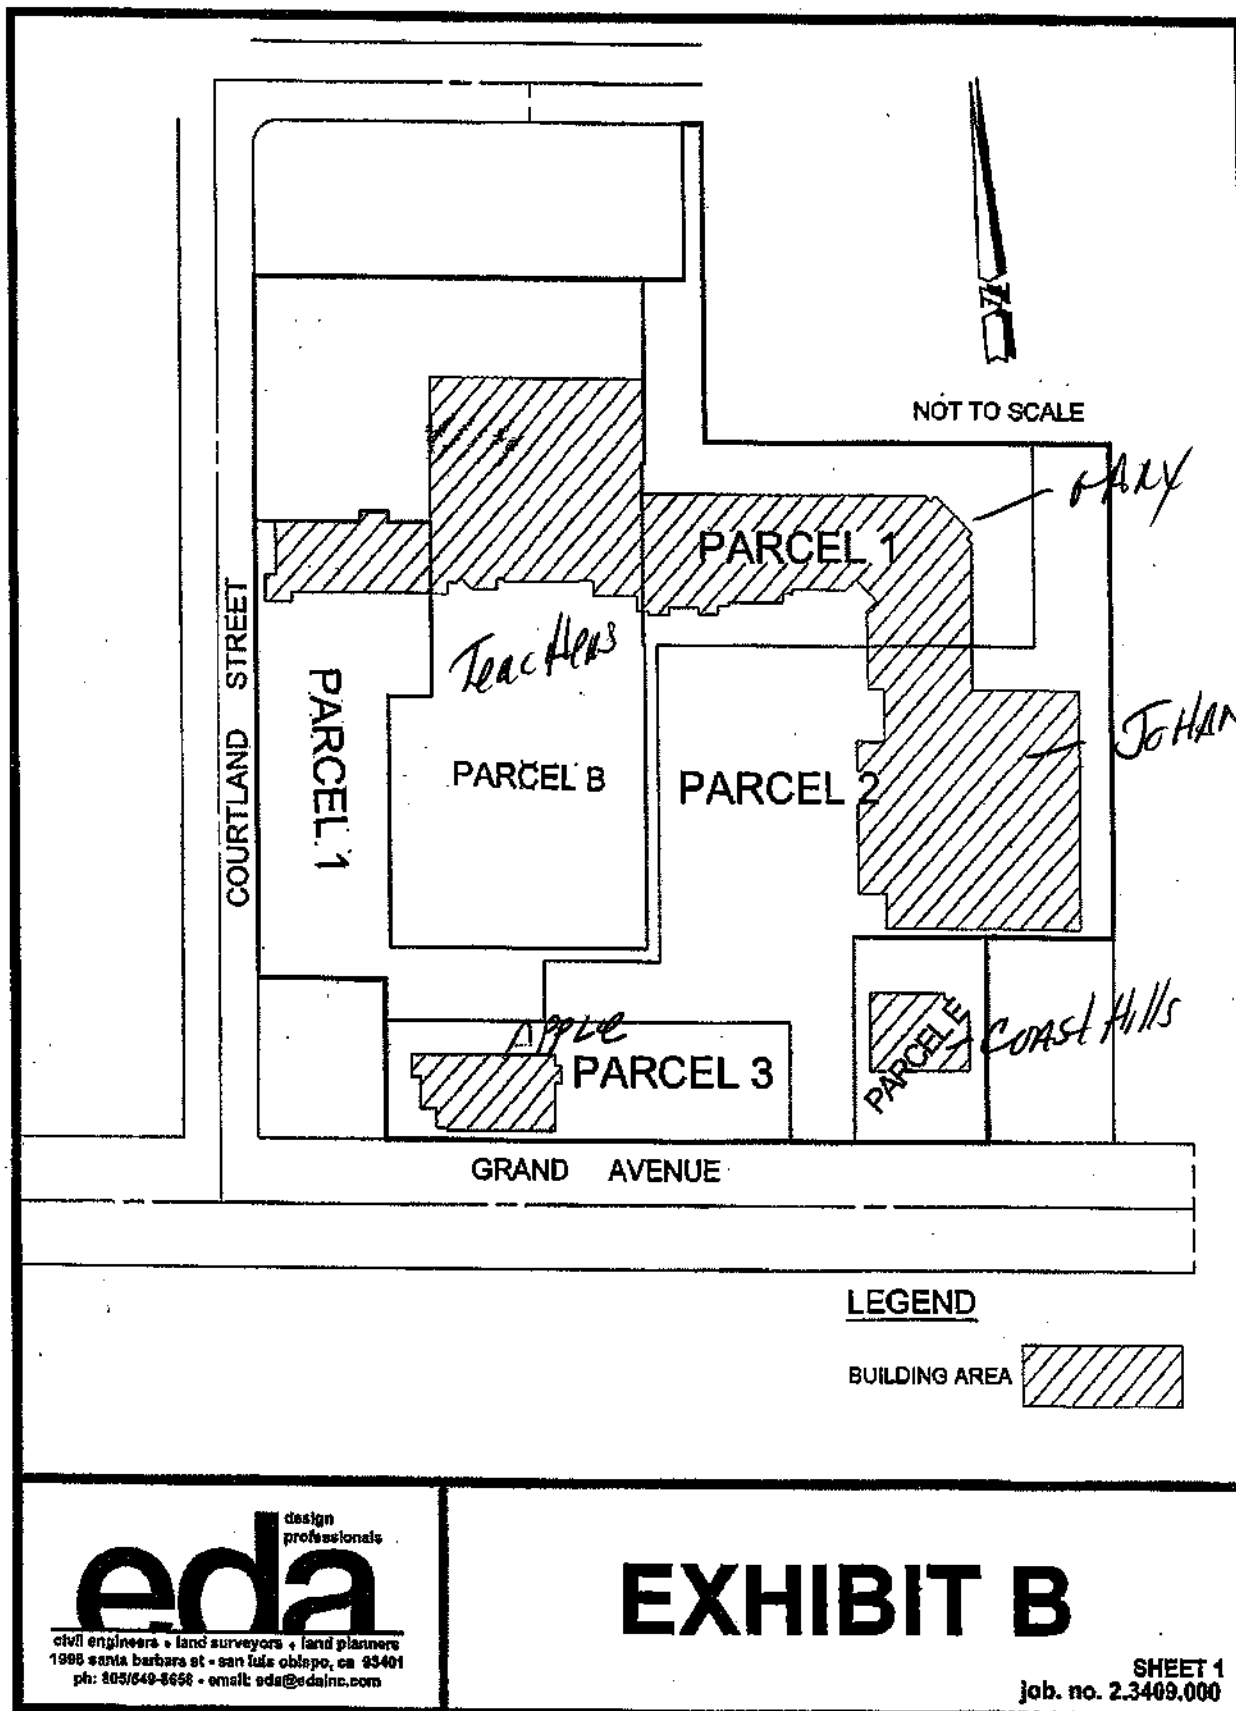 NOT TO SCALE
PARCEL 1
COURTLAND STREET
Teachers
PARCEL 1
PARCEL B
PARCEL 2
JOHAN
Apple
PARCEL 3
PARCEL E
COAST Hills
GRAND AVENUE
LEGEND
BUILDING AREA
eda
design
professionals
civil engineers • land surveyors • land planners
1998 santa barbara st • san luis obispo, ca 93401
ph: 805/549-8658 • email: eda@edainc.com
EXHIBIT B
SHEET 1
job. no. 2.3409.000